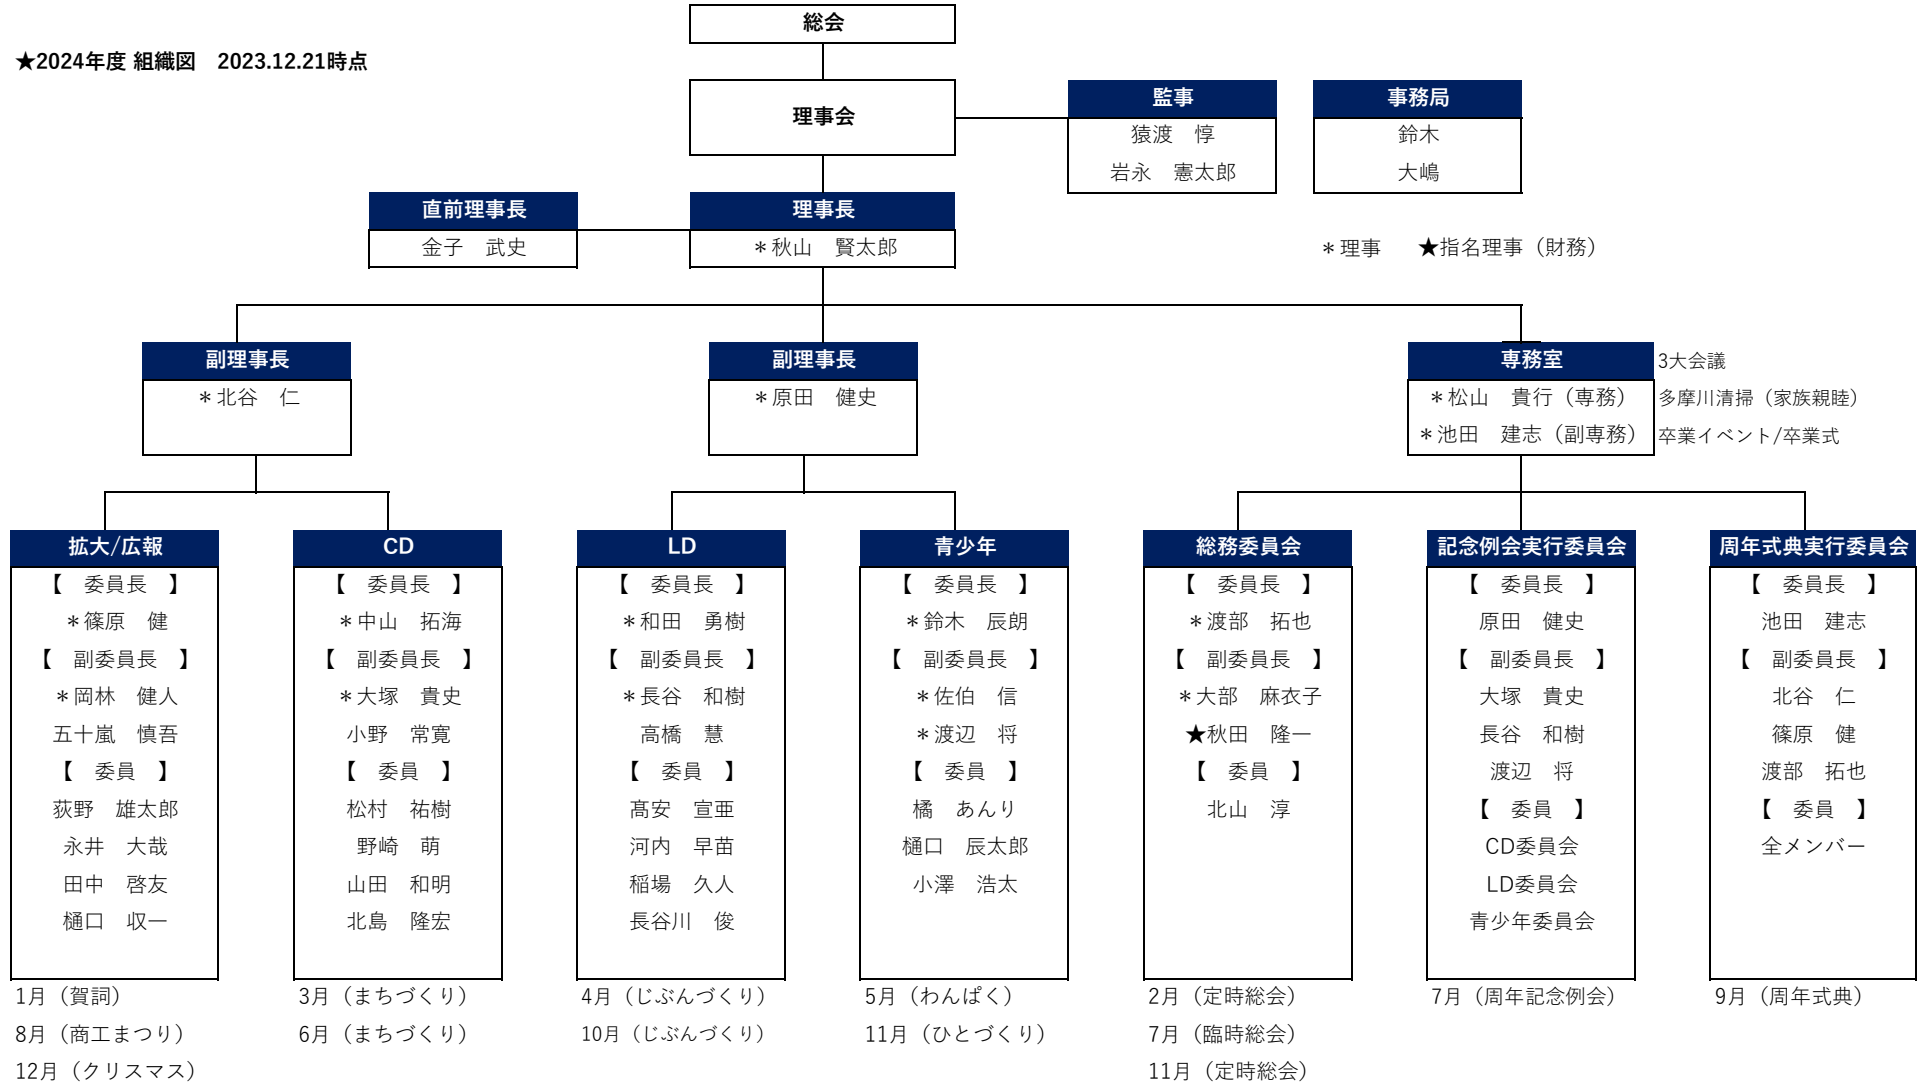 総会
★2024年度 組織図　2023.12.21時点
理事会
監事
猿渡　惇
岩永　憲太郎
事務局
鈴木
大嶋
直前理事長
金子　武史
理事長
＊秋山　賢太郎
＊理事　★指名理事（財務）
副理事長
＊北谷　仁
副理事長
＊原田　健史
専務室
＊松山　貴行（専務）
＊池田　建志（副専務）
3大会議
多摩川清掃（家族親睦）
卒業イベント/卒業式
拡大/広報
【　委員長　】
＊篠原　健
【　副委員長　】
＊岡林　健人
五十嵐　慎吾
【　委員　】
荻野　雄太郎
永井　大哉
田中　啓友
樋口　収一
1月（賀詞）
8月（商工まつり）
12月（クリスマス）
CD
【　委員長　】
＊中山　拓海
【　副委員長　】
＊大塚　貴史
小野　常寛
【　委員　】
松村　祐樹
野崎　萌
山田　和明
北島　隆宏
3月（まちづくり）
6月（まちづくり）
LD
【　委員長　】
＊和田　勇樹
【　副委員長　】
＊長谷　和樹
高橋　慧
【　委員　】
髙安　宣亜
河内　早苗
稲場　久人
長谷川　俊
4月（じぶんづくり）
10月（じぶんづくり）
青少年
【　委員長　】
＊鈴木　辰朗
【　副委員長　】
＊佐伯　信
＊渡辺　将
【　委員　】
橘　あんり
樋口　辰太郎
小澤　浩太
5月（わんぱく）
11月（ひとづくり）
総務委員会
【　委員長　】
＊渡部　拓也
【　副委員長　】
＊大部　麻衣子
★秋田　隆一
【　委員　】
北山　淳
2月（定時総会）
7月（臨時総会）
11月（定時総会）
記念例会実行委員会
【　委員長　】
原田　健史
【　副委員長　】
大塚　貴史
長谷　和樹
渡辺　将
【　委員　】
CD委員会
LD委員会
青少年委員会
7月（周年記念例会）
周年式典実行委員会
【　委員長　】
池田　建志
【　副委員長　】
北谷　仁
篠原　健
渡部　拓也
【　委員　】
全メンバー
9月（周年式典）